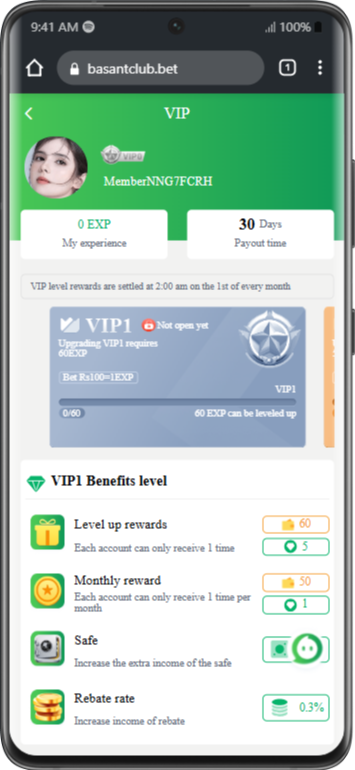 9:41 AM
100%
basantclub.bet
1
VIP
VIP0
MemberNNG7FCRH
0 EXP
My experience
30 Days
Payout time
VIP level rewards are settled at 2:00 am on the 1st of every month
VIP1
Not open yet
Upgrading VIP1 requires
60EXP
Bet Rs100=1EXP
VIP1
0/60
60 EXP can be leveled up
VIP1 Benefits level
Level up rewards
60
Each account can only receive 1 time
5
Monthly reward
50
Each account can only receive 1 time per
month
1
Safe
Increase the extra income of the safe
Rebate rate
0.3%
Increase income of rebate